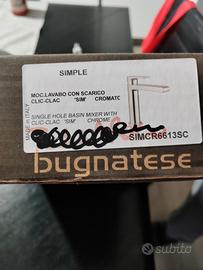 SIMPLE
MOC.LAVABO CON SCARICO
CLIC-CLAC 'SIM' CROMATO
SINGLE HOLE BASIN MIXER WITH
CLIC-CLAC 'SIM' CHROME
MADE in ITALY
SIMCR6613SC
bugnatese
subito